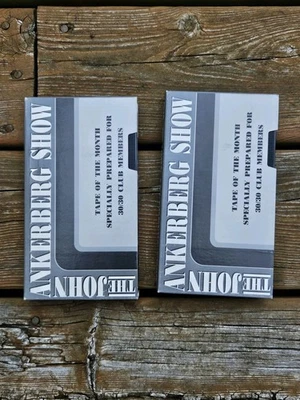 THE JOHN
ANKERBERG SHOW
TAPE OF THE MONTH
SPECIALLY PREPARED FOR
30/30 CLUB MEMBERS
THE JOHN
ANKERBERG SHOW
TAPE OF THE MONTH
SPECIALLY PREPARED FOR
30/30 CLUB MEMBERS